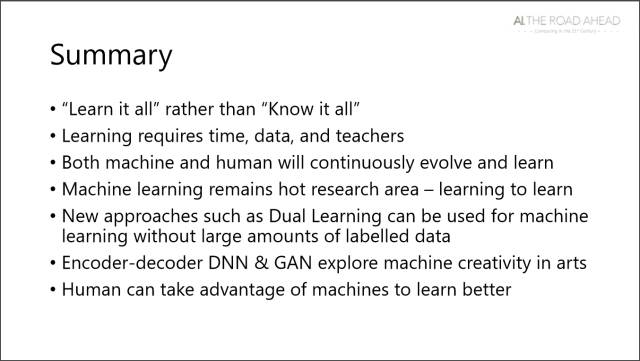 AI, THE ROAD AHEAD
Computing in the 21st Century
Summary
• “Learn it all” rather than “Know it all”
• Learning requires time, data, and teachers
• Both machine and human will continuously evolve and learn
• Machine learning remains hot research area – learning to learn
• New approaches such as Dual Learning can be used for machine
learning without large amounts of labelled data
• Encoder-decoder DNN & GAN explore machine creativity in arts
• Human can take advantage of machines to learn better